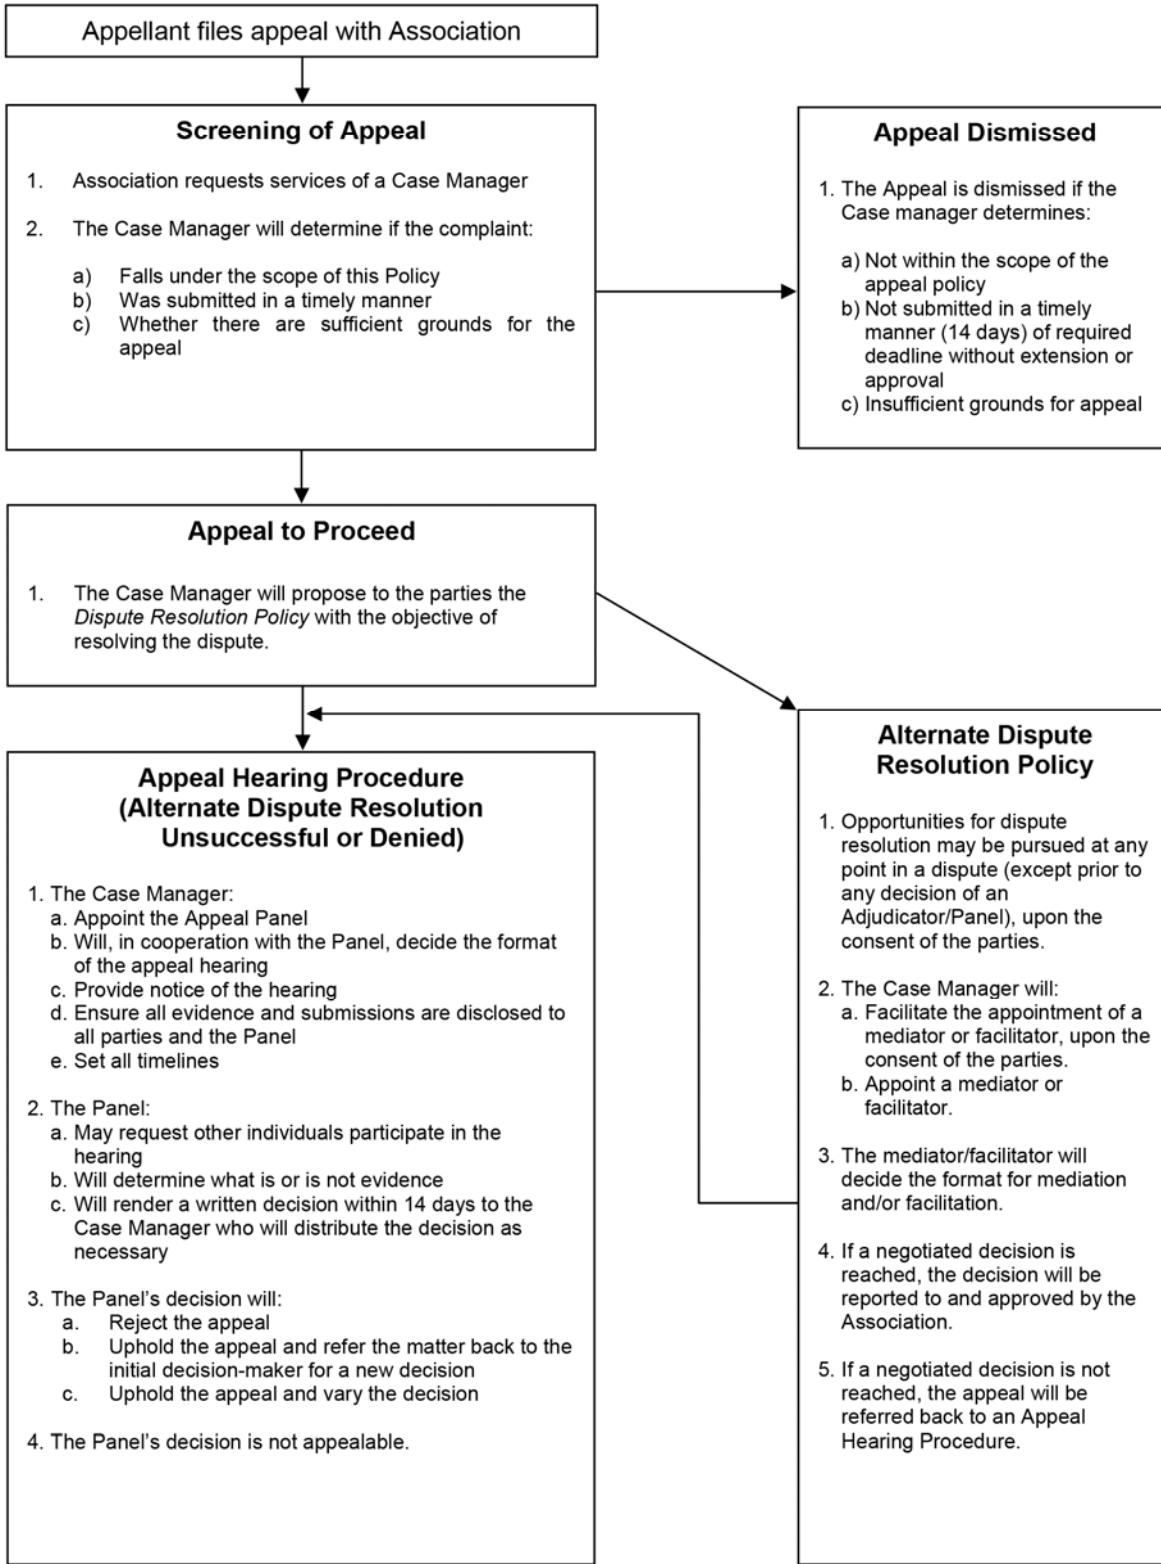 Appellant files appeal with Association
Screening of Appeal
1. Association requests services of a Case Manager
2. The Case Manager will determine if the complaint:
a) Falls under the scope of this Policy
b) Was submitted in a timely manner
c) Whether there are sufficient grounds for the
appeal
Appeal Dismissed
1. The Appeal is dismissed if the
Case manager determines:
a) Not within the scope of the
appeal policy
b) Not submitted in a timely
manner (14 days) of required
deadline without extension or
approval
c) Insufficient grounds for appeal
Appeal to Proceed
1. The Case Manager will propose to the parties the
Dispute Resolution Policy with the objective of
resolving the dispute.
Appeal Hearing Procedure
(Alternate Dispute Resolution
Unsuccessful or Denied)
1. The Case Manager:
a. Appoint the Appeal Panel
b. Will, in cooperation with the Panel, decide the format
of the appeal hearing
c. Provide notice of the hearing
d. Ensure all evidence and submissions are disclosed to
all parties and the Panel
e. Set all timelines
2. The Panel:
a. May request other individuals participate in the
hearing
b. Will determine what is or is not evidence
c. Will render a written decision within 14 days to the
Case Manager who will distribute the decision as
necessary
3. The Panel's decision will:
a. Reject the appeal
b. Uphold the appeal and refer the matter back to the
initial decision-maker for a new decision
c. Uphold the appeal and vary the decision
4. The Panel's decision is not appealable.
Alternate Dispute
Resolution Policy
1. Opportunities for dispute
resolution may be pursued at any
point in a dispute (except prior to
any decision of an
Adjudicator/Panel), upon the
consent of the parties.
2. The Case Manager will:
a. Facilitate the appointment of a
mediator or facilitator, upon the
consent of the parties.
b. Appoint a mediator or
facilitator.
3. The mediator/facilitator will
decide the format for mediation
and/or facilitation.
4. If a negotiated decision is
reached, the decision will be
reported to and approved by the
Association.
5. If a negotiated decision is not
reached, the appeal will be
referred back to an Appeal
Hearing Procedure.